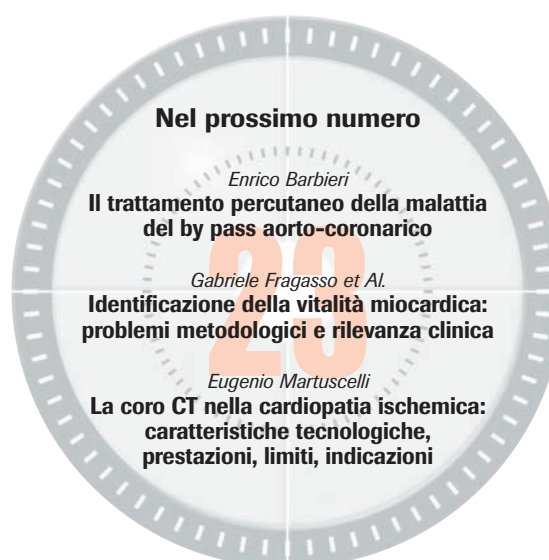 Nel prossimo numero
Enrico Barbieri
Il trattamento percutaneo della malattia
del by pass aorto-coronarico
23
Gabriele Fragasso et Al.
Identificazione della vitalità miocardica:
problemi metodologici e rilevanza clinica
Eugenio Martuscelli
La coro CT nella cardiopatia ischemica:
caratteristiche tecnologiche,
prestazioni, limiti, indicazioni